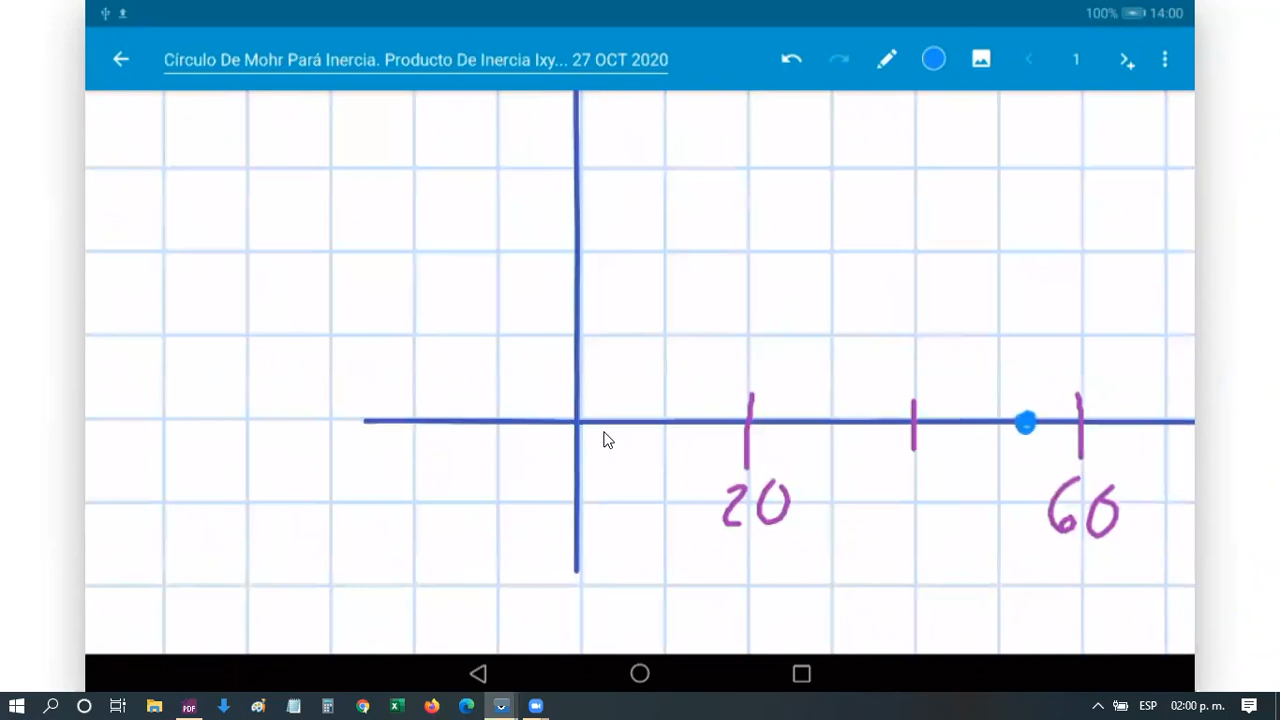 100% 14:00
Círculo De Mohr Pará Inercia. Producto De Inercia Ixy... 27 OCT 2020
1
20 60
PDF
ESP 02:00 p. m.